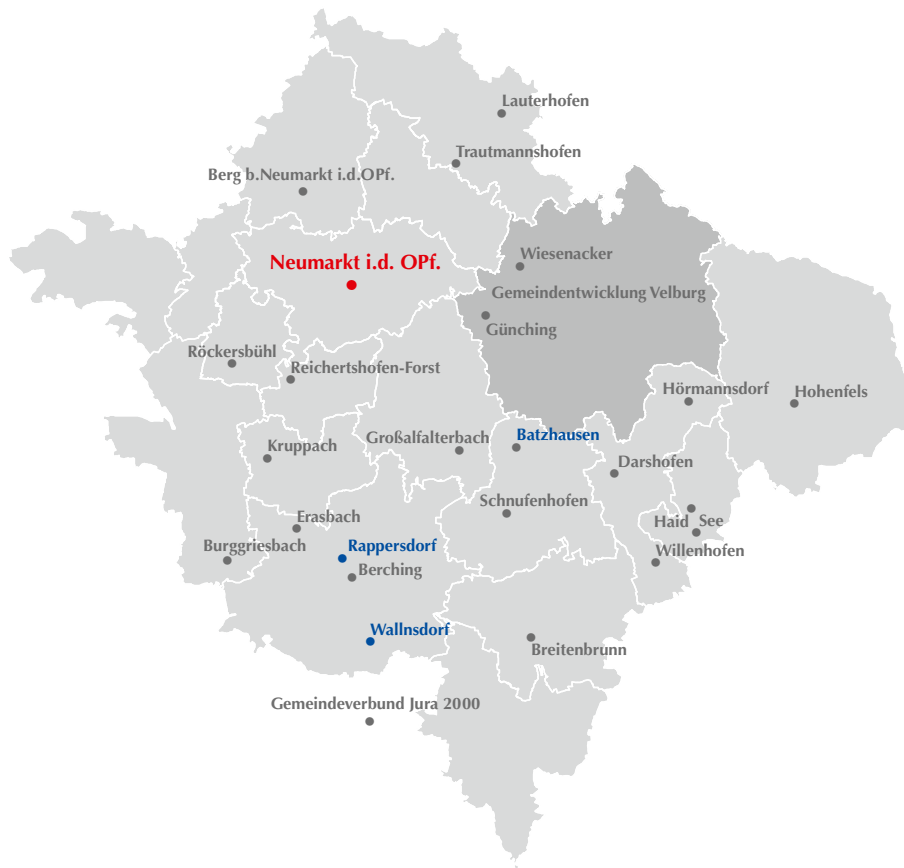 Lauterhofen
Trautmannshofen
Berg b.Neumarkt i.d.OPf.
Neumarkt i.d. OPf.
Wiesenacker
Gemeindentwicklung Velburg
Günching
Röckersbühl
Reichertshofen-Forst
Hörmannsdorf
Hohenfels
Kruppach
Großalfalterbach
Batzhausen
Darshofen
Schnufenhofen
Erasbach
Haid
See
Burggriesbach
Rappersdorf
Willenhofen
Berching
Wallnsdorf
Breitenbrunn
Gemeindeverbund Jura 2000